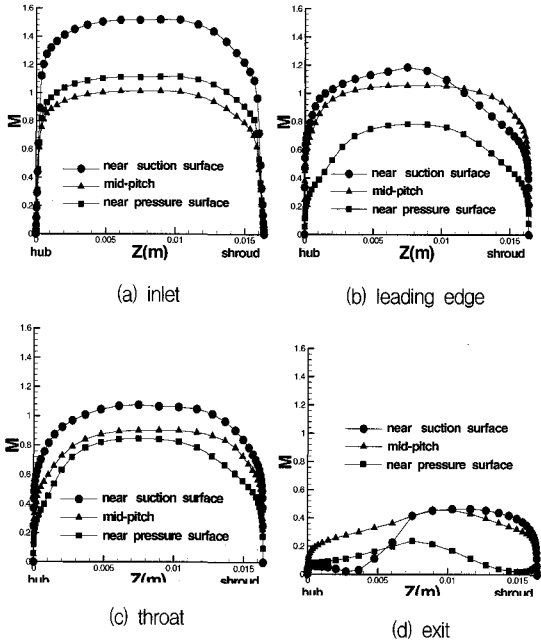 1.6
1.4
1.2
1
0.8
0.6
0.4
0.2
0
M
near suction surface
mid-pitch
near pressure surface
0 0.005 0.01 0.015
hub Z(m) shroud
(a) inlet
1.6
1.4
1.2
1
0.8
0.6
0.4
0.2
0
M
near suction surface
mid-pitch
near pressure surface
0 0.005 0.01 0.015
hub Z(m) shroud
(b) leading edge
1.6
1.4
1.2
1
0.8
0.6
0.4
0.2
0
M
near suction surface
mid-pitch
near pressure surface
0 0.005 0.01 0.015
hub Z(m) shroud
(c) throat
1.6
1.4
1.2
1
0.8
0.6
0.4
0.2
0
M
near suction surface
mid-pitch
near pressure surface
0 0.005 0.01 0.015
hub Z(m) shroud
(d) exit